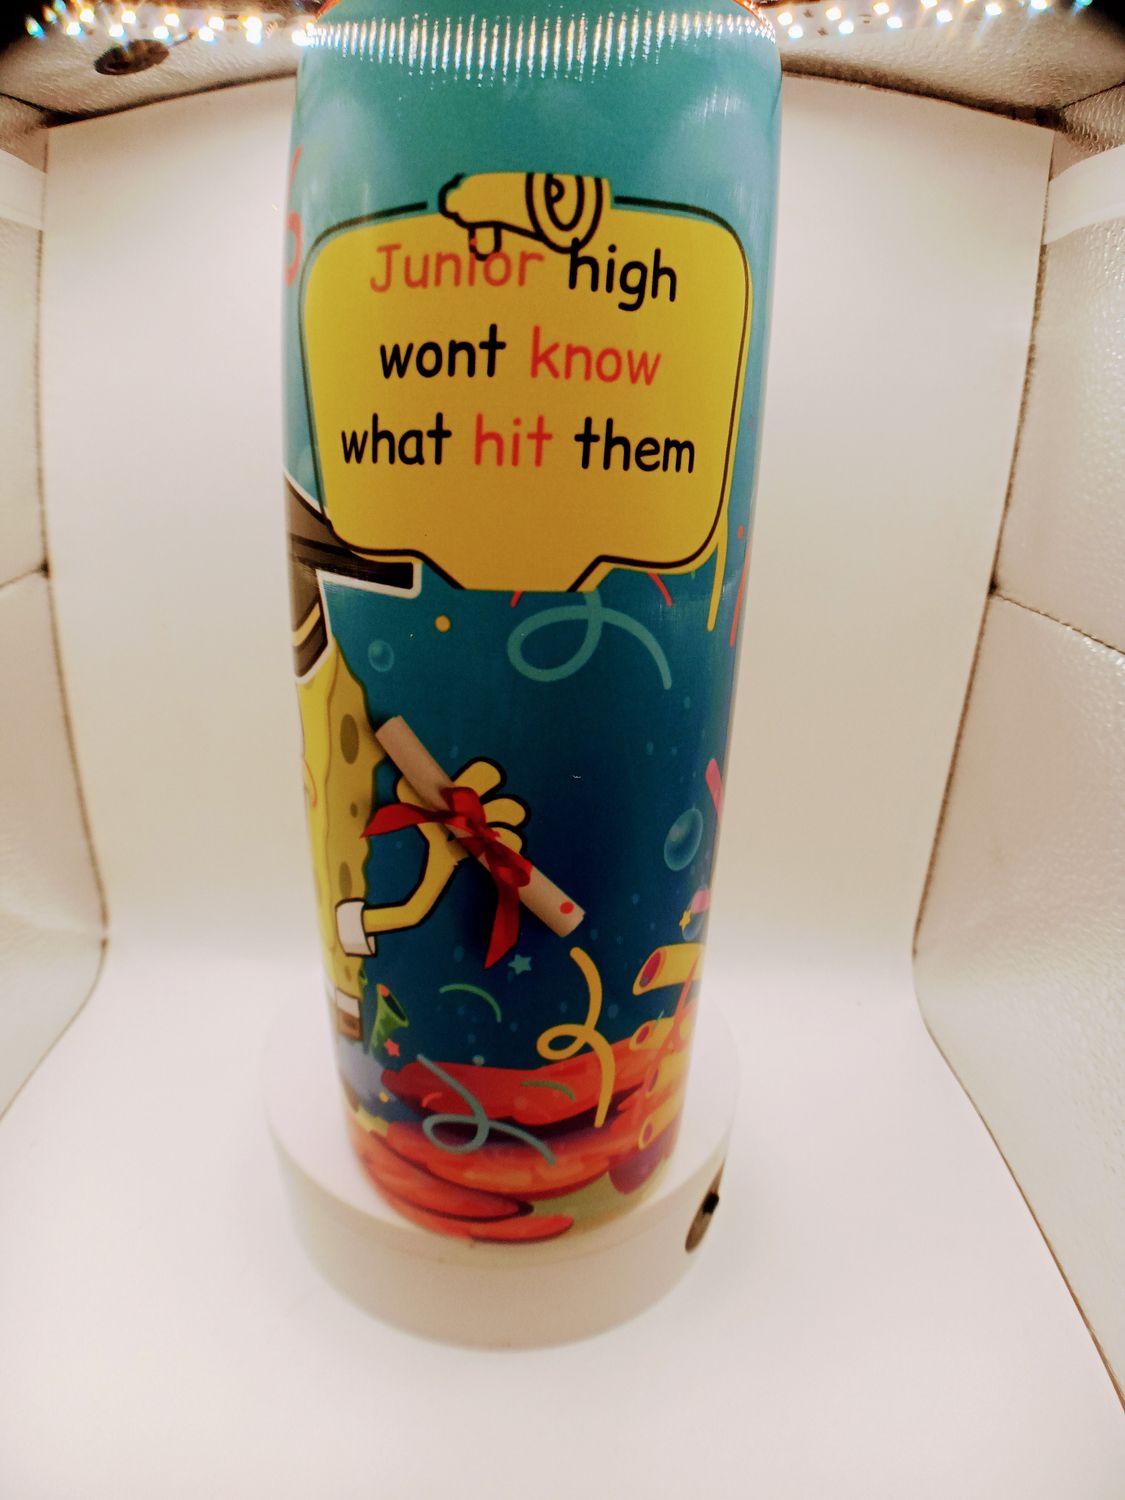 Junior high
wont know
what hit them